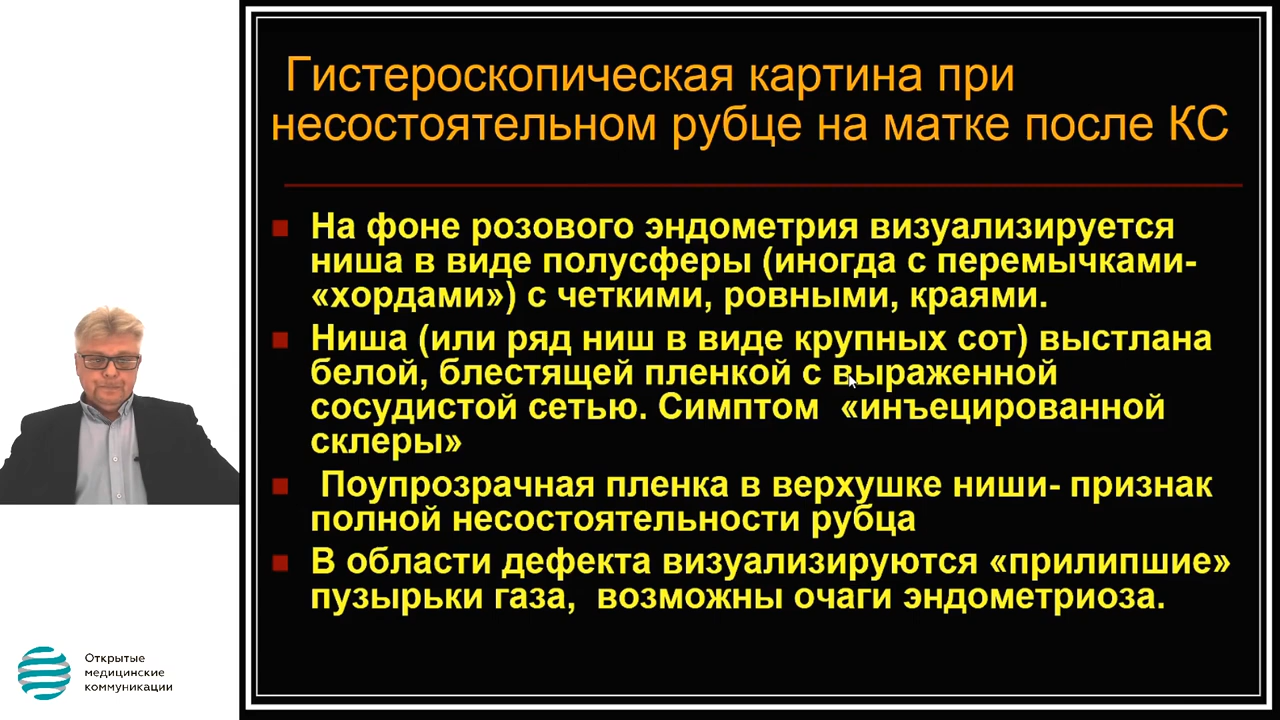 Гистероскопическая картина при
несостоятельном рубце на матке после КС
На фоне розового эндометрия визуализируется
ниша в виде полусферы (иногда с перемычками-
«хордами») с четкими, ровными, краями.
Ниша (или ряд ниш в виде крупных сот) выстлана
белой, блестящей пленкой с выраженной
сосудистой сетью. Симптом «инъецированной
склеры»
Поупрозрачная пленка в верхушке ниши- признак
полной несостоятельности рубца
В области дефекта визуализируются «прилипшие»
пузырьки газа, возможны очаги эндометриоза.
Открытые
медицинские
коммуникации